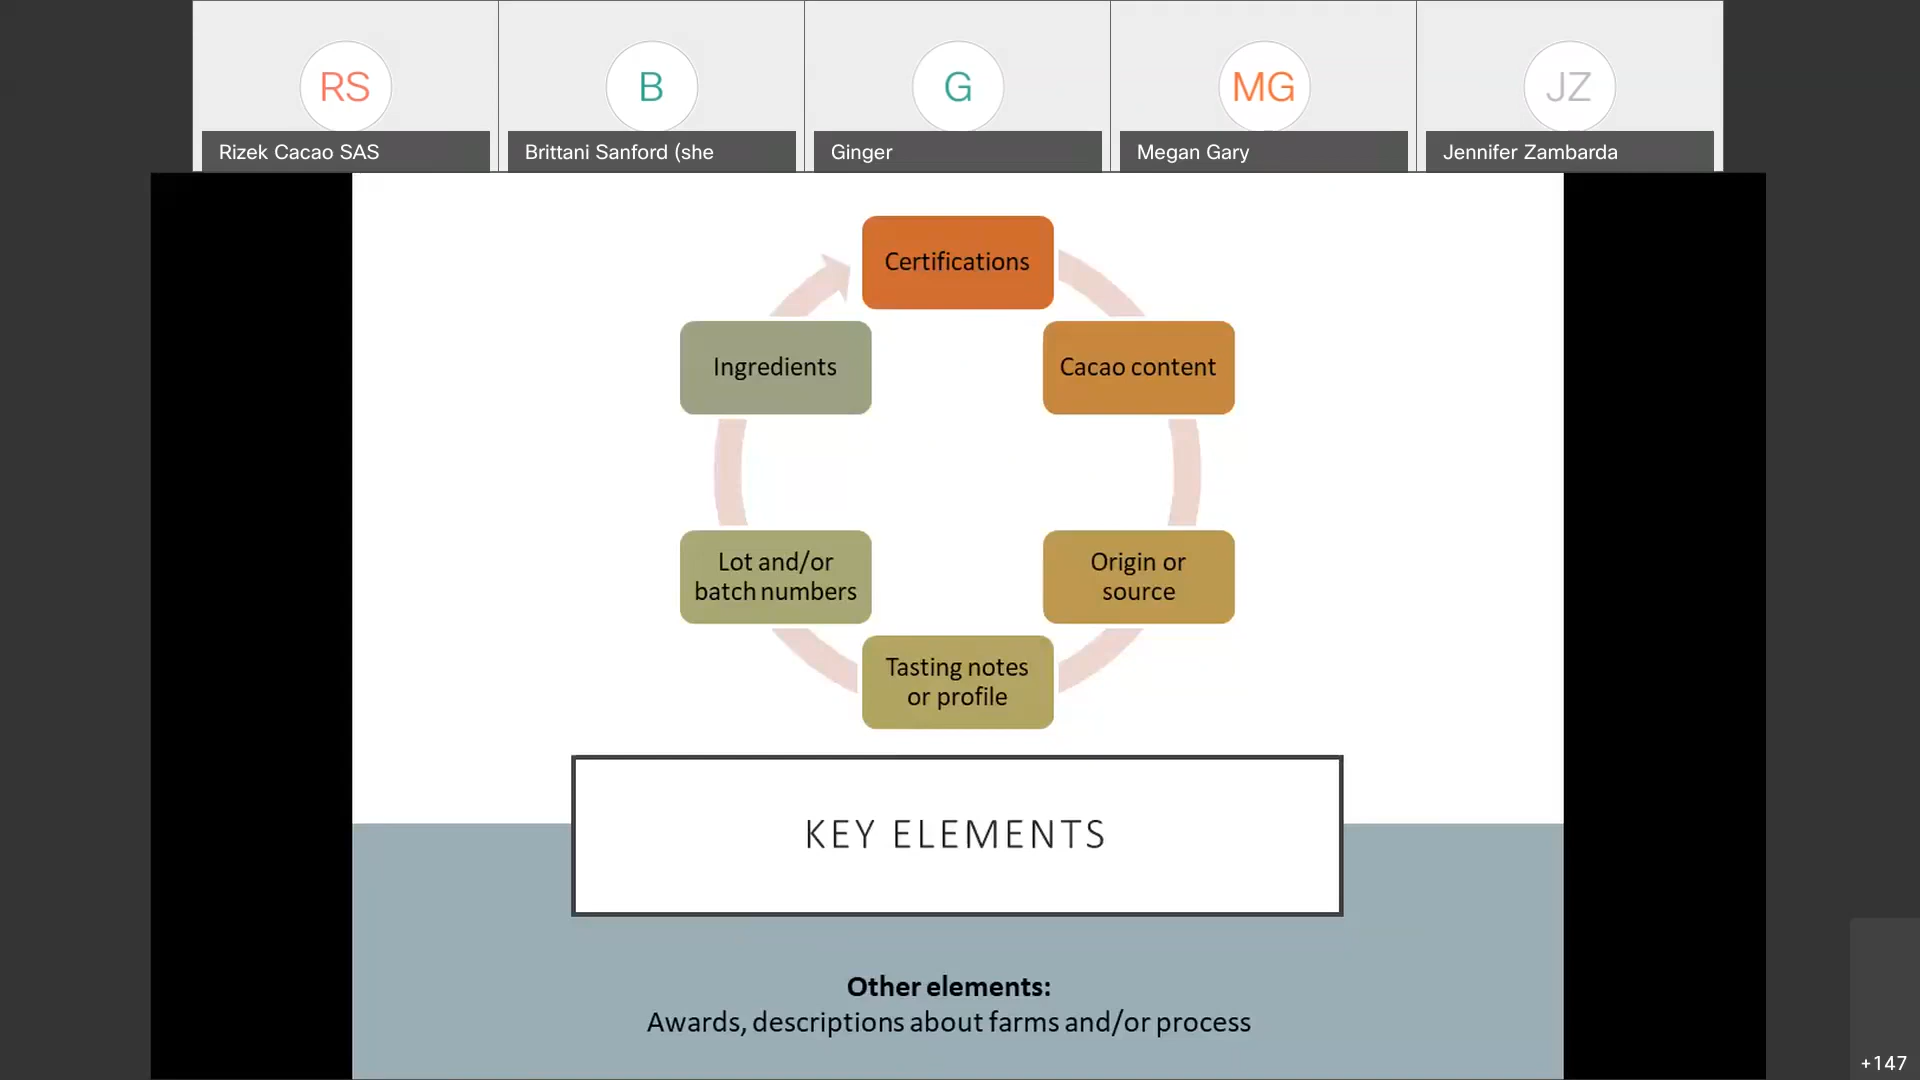 RS
B
G
MG
JZ
Rizek Cacao SAS
Brittani Sanford (she
Ginger
Megan Gary
Jennifer Zambarda
Certifications
Cacao content
Origin or
source
Tasting notes
or profile
Lot and/or
batch numbers
Ingredients
KEY ELEMENTS
Other elements:
Awards, descriptions about farms and/or process
+147